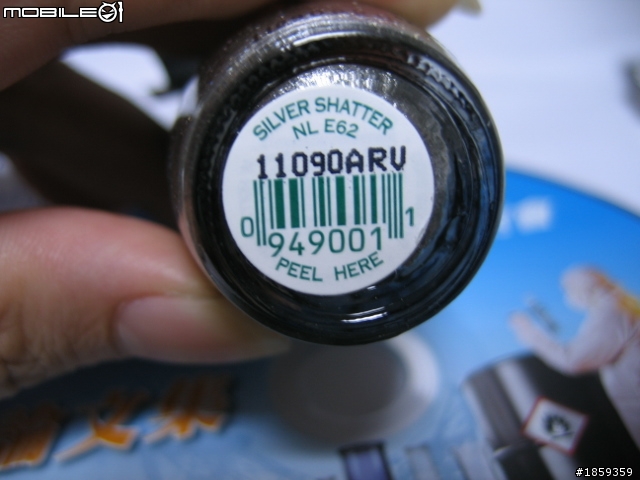 MOBILE01
SILVER SHATTER
NL E62
11090ARV
0 949001 1
PEEL HERE
#1859359